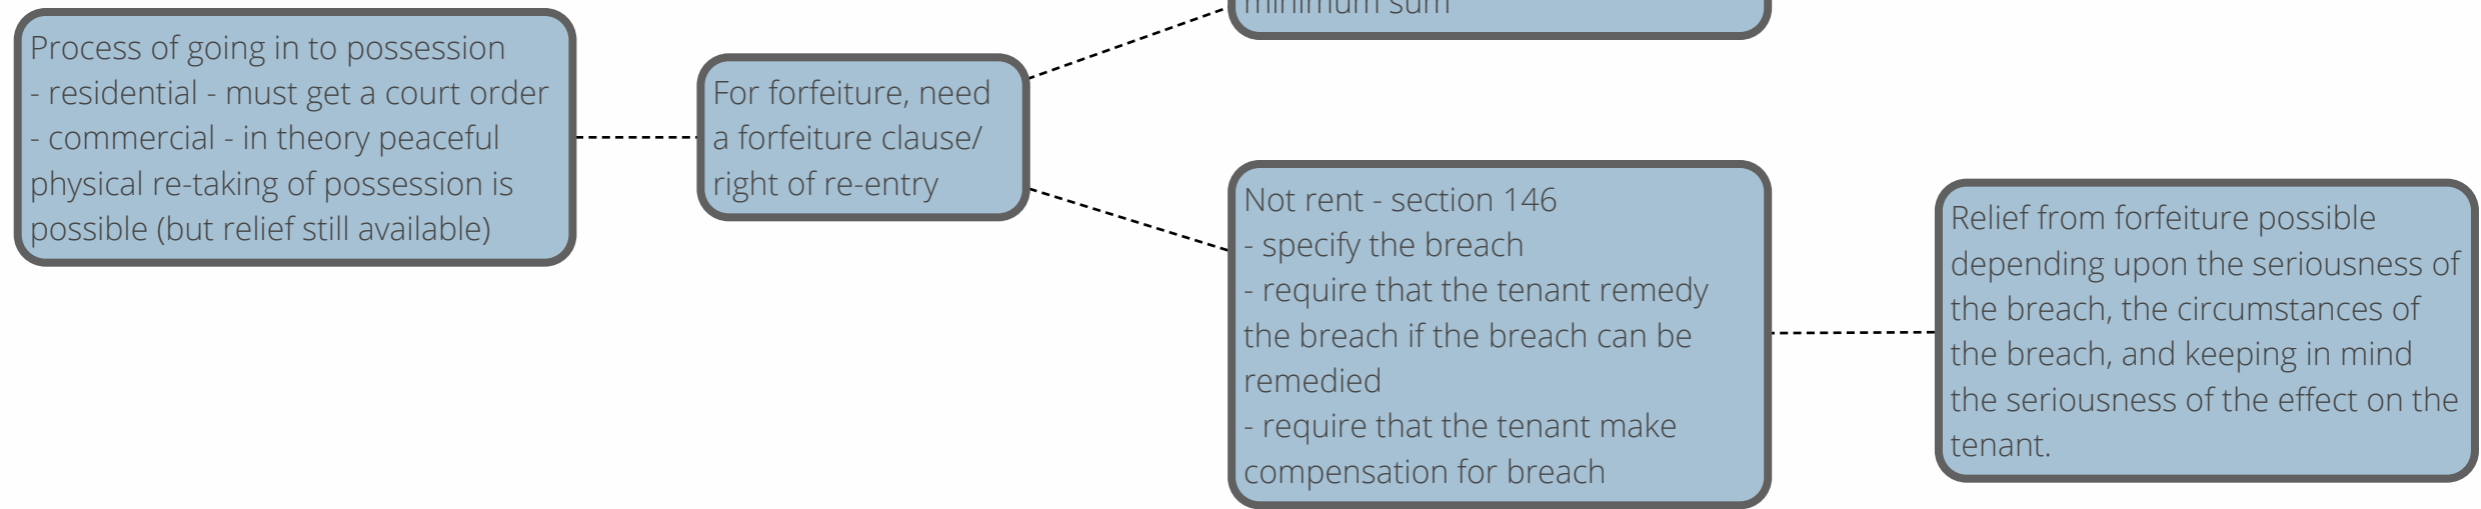 minimum sum
Process of going in to possession
- residential - must get a court order
- commercial - in theory peaceful
physical re-taking of possession is
possible (but relief still available)
For forfeiture, need
a forfeiture clause/
right of re-entry
Not rent - section 146
- specify the breach
- require that the tenant remedy
the breach if the breach can be
remedied
- require that the tenant make
compensation for breach
Relief from forfeiture possible
depending upon the seriousness of
the breach, the circumstances of
the breach, and keeping in mind
the seriousness of the effect on the
tenant.